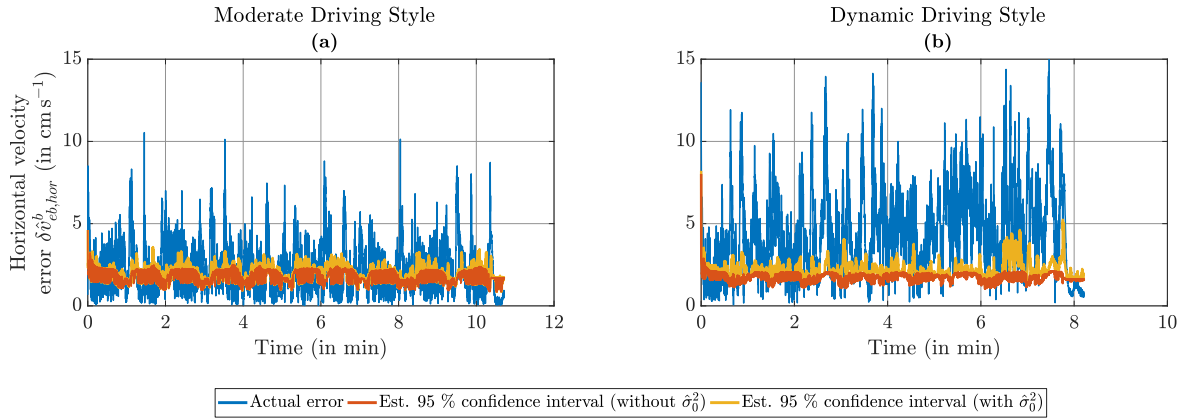 Moderate Driving Style
(a)
Horizontal velocity
error δv̂ᵇ_eb,hor (in cm s⁻¹)
15
10
5
0
0 2 4 6 8 10 12
Time (in min)
Dynamic Driving Style
(b)
15
10
5
0
0 2 4 6 8 10
Time (in min)
Actual error
Est. 95 % confidence interval (without σ̂₀²)
Est. 95 % confidence interval (with σ̂₀²)